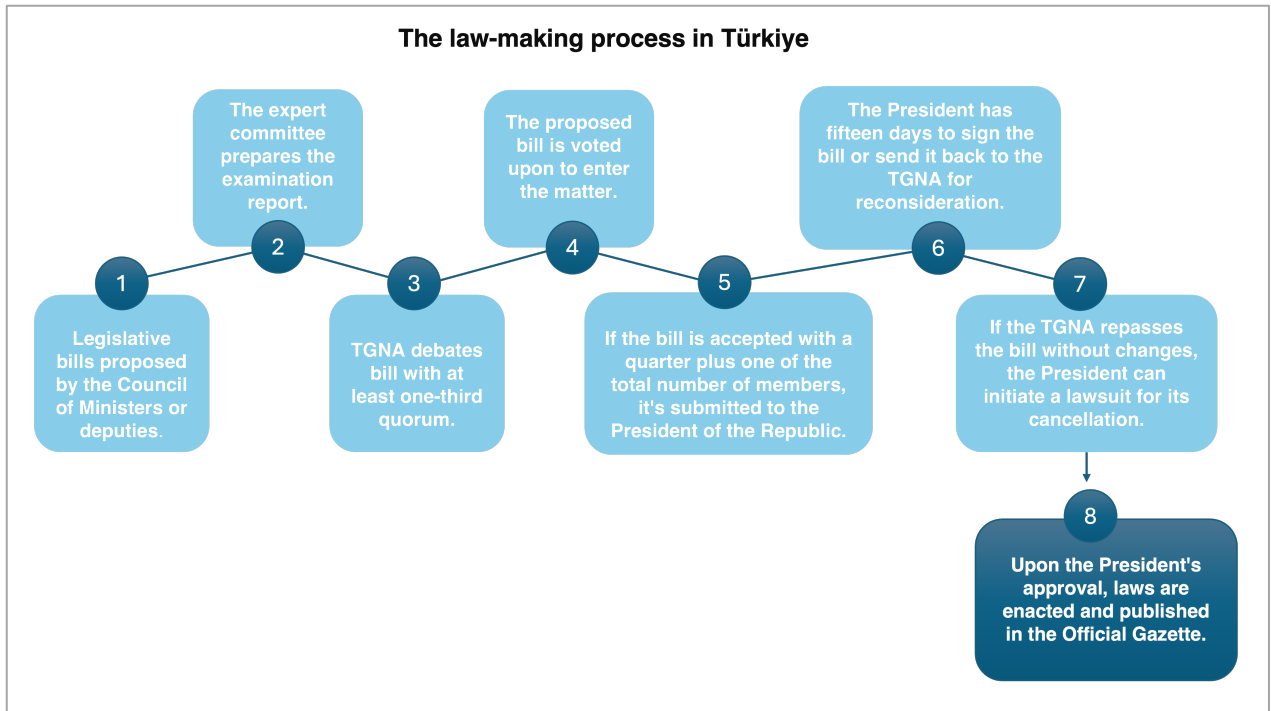 The law-making process in Türkiye
1
Legislative
bills proposed
by the Council
of Ministers or
deputies.
The expert
committee
prepares the
examination
report.
2
3
TGNA debates
bill with at
least one-third
quorum.
The proposed
bill is voted
upon to enter
the matter.
4
5
If the bill is accepted with a
quarter plus one of the
total number of members,
it's submitted to the
President of the Republic.
The President has
fifteen days to sign the
bill or send it back to the
TGNA for
reconsideration.
6
7
If the TGNA repasses
the bill without changes,
the President can
initiate a lawsuit for its
cancellation.
8
Upon the President's
approval, laws are
enacted and published
in the Official Gazette.